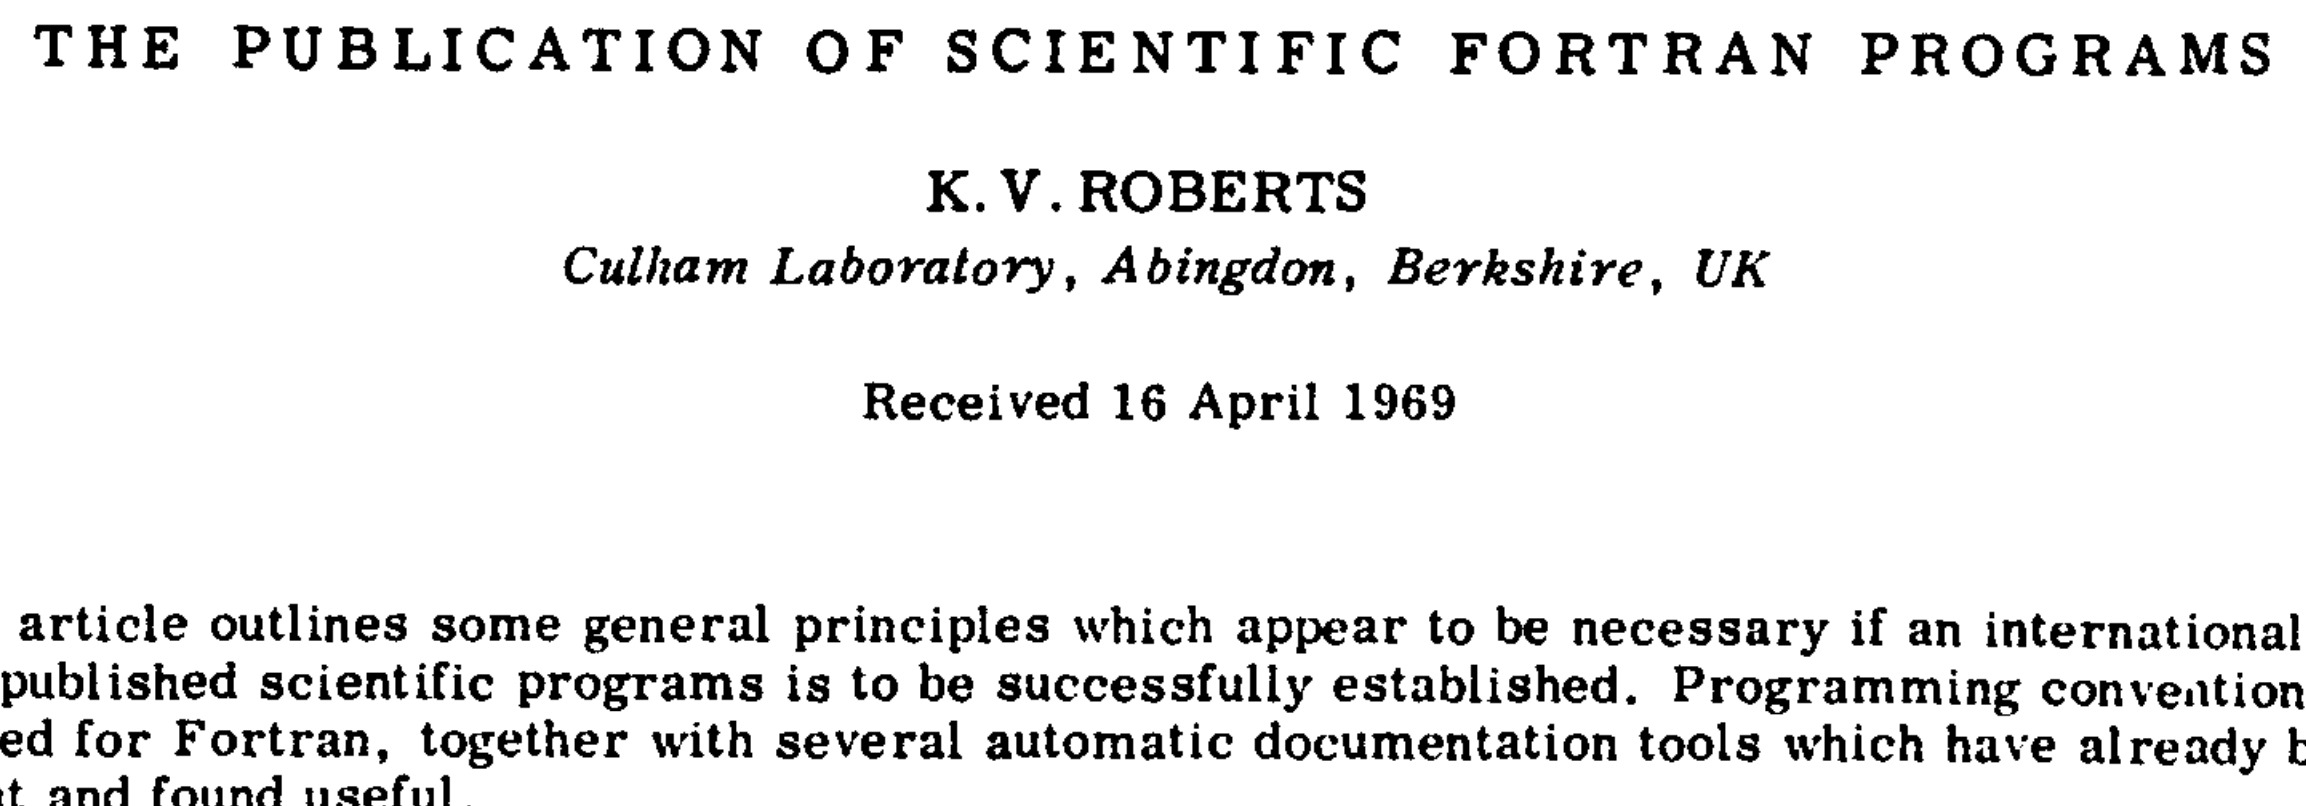 THE PUBLICATION OF SCIENTIFIC FORTRAN PROGRAMS
K. V. ROBERTS
Culham Laboratory, Abingdon, Berkshire, UK
Received 16 April 1969
article outlines some general principles which appear to be necessary if an international
published scientific programs is to be successfully established. Programming convention
ed for Fortran, together with several automatic documentation tools which have already b
t and found useful.